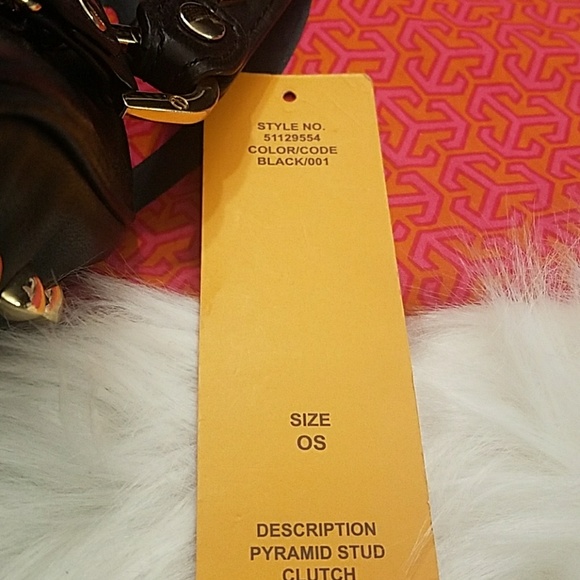 STYLE NO.
51129554
COLOR/CODE
BLACK/001
SIZE
OS
DESCRIPTION
PYRAMID STUD
CLUTCH